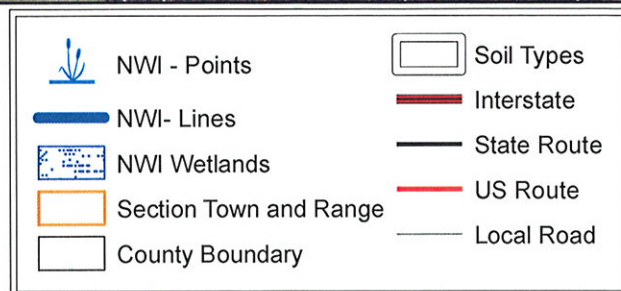 NWI - Points
NWI- Lines
NWI Wetlands
Section Town and Range
County Boundary
Soil Types
Interstate
State Route
US Route
Local Road